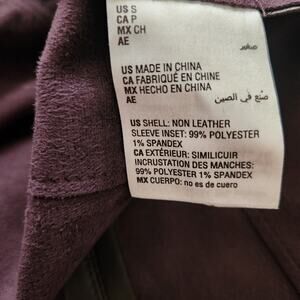 US S
CA P
MX CH
AE صغير
US MADE IN CHINA
CA FABRIQUÉ EN CHINE
MX HECHO EN CHINA
AE صُنِع في الصين
US SHELL: NON LEATHER
SLEEVE INSET: 99% POLYESTER
1% SPANDEX
CA EXTÉRIEUR: SIMILICUIR
INCRUSTATION DES MANCHES:
99% POLYESTER 1% SPANDEX
MX CUERPO: no es de cuero